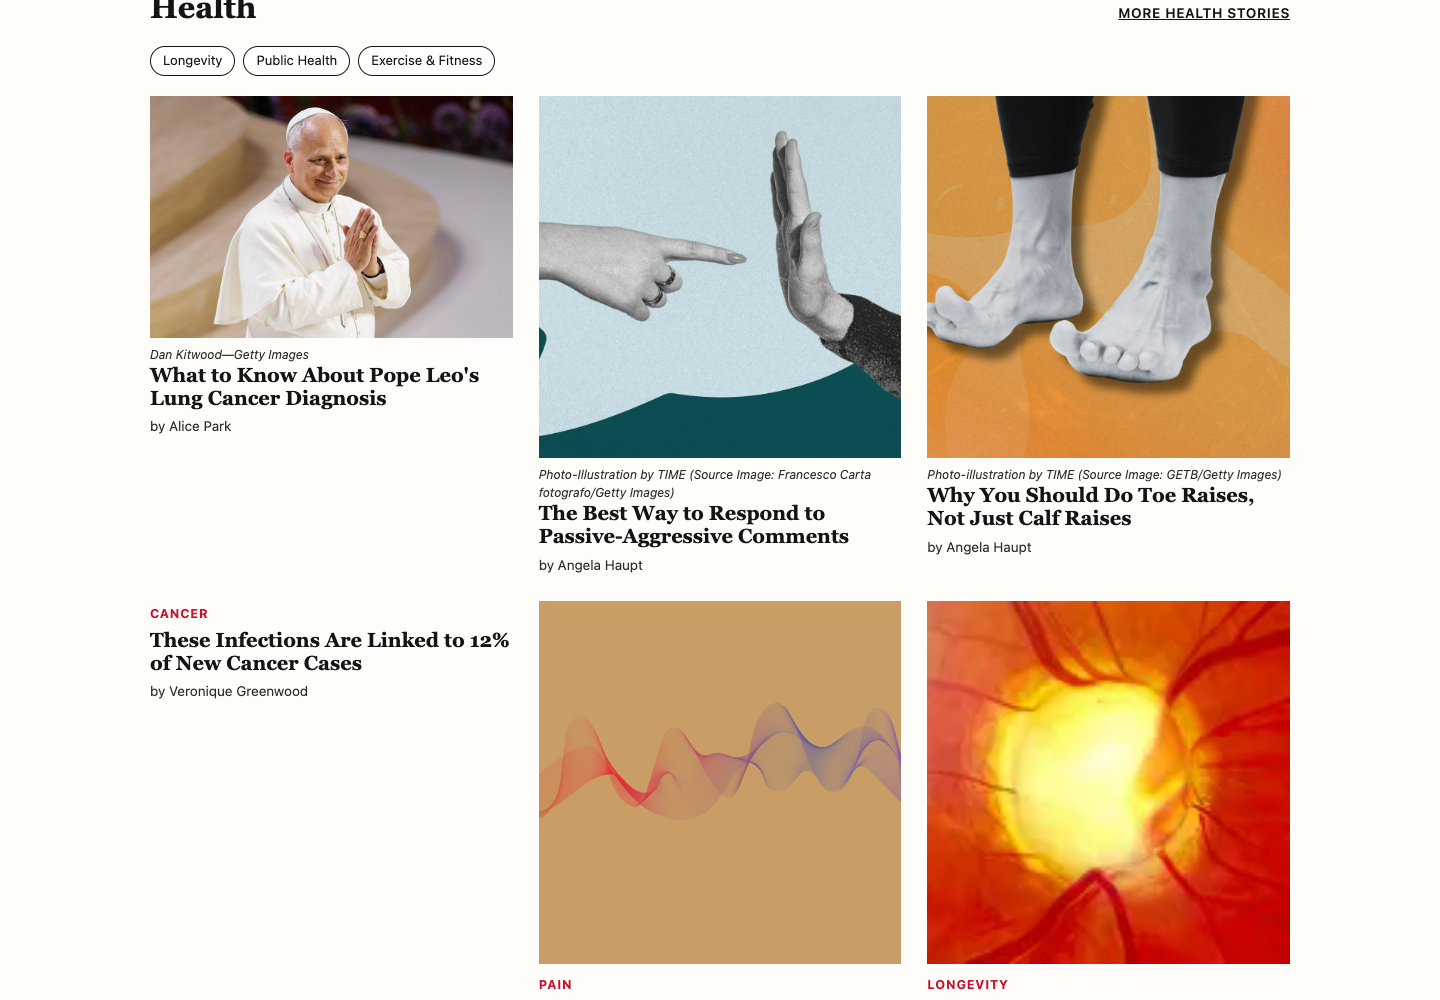 Health
MORE HEALTH STORIES
Longevity
Public Health
Exercise & Fitness
Dan Kitwood—Getty Images
What to Know About Pope Leo's
Lung Cancer Diagnosis
by Alice Park
Photo-Illustration by TIME (Source Image: Francesco Carta
fotografo/Getty Images)
The Best Way to Respond to
Passive-Aggressive Comments
by Angela Haupt
Photo-illustration by TIME (Source Image: GETB/Getty Images)
Why You Should Do Toe Raises,
Not Just Calf Raises
by Angela Haupt
CANCER
These Infections Are Linked to 12%
of New Cancer Cases
by Veronique Greenwood
PAIN
LONGEVITY